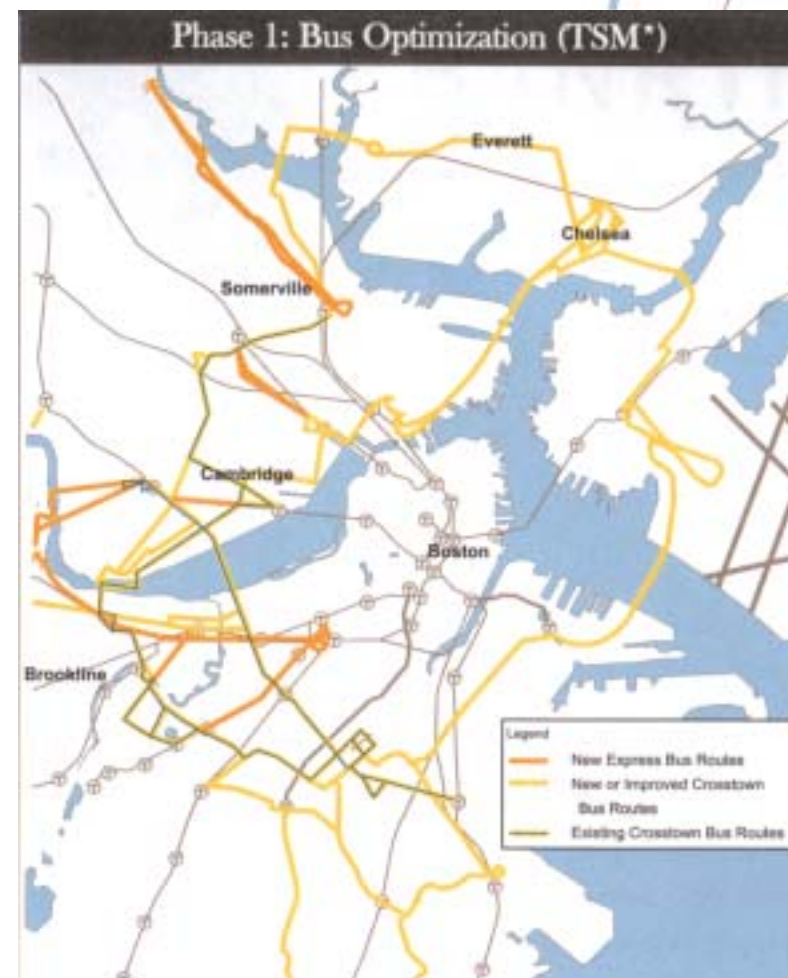 Phase 1: Bus Optimization (TSM*)
Everett
Chelsea
Somerville
Cambridge
Boston
Brookline
Legend
New Express Bus Routes
New or Improved Crosstown
Bus Routes
Existing Crosstown Bus Routes